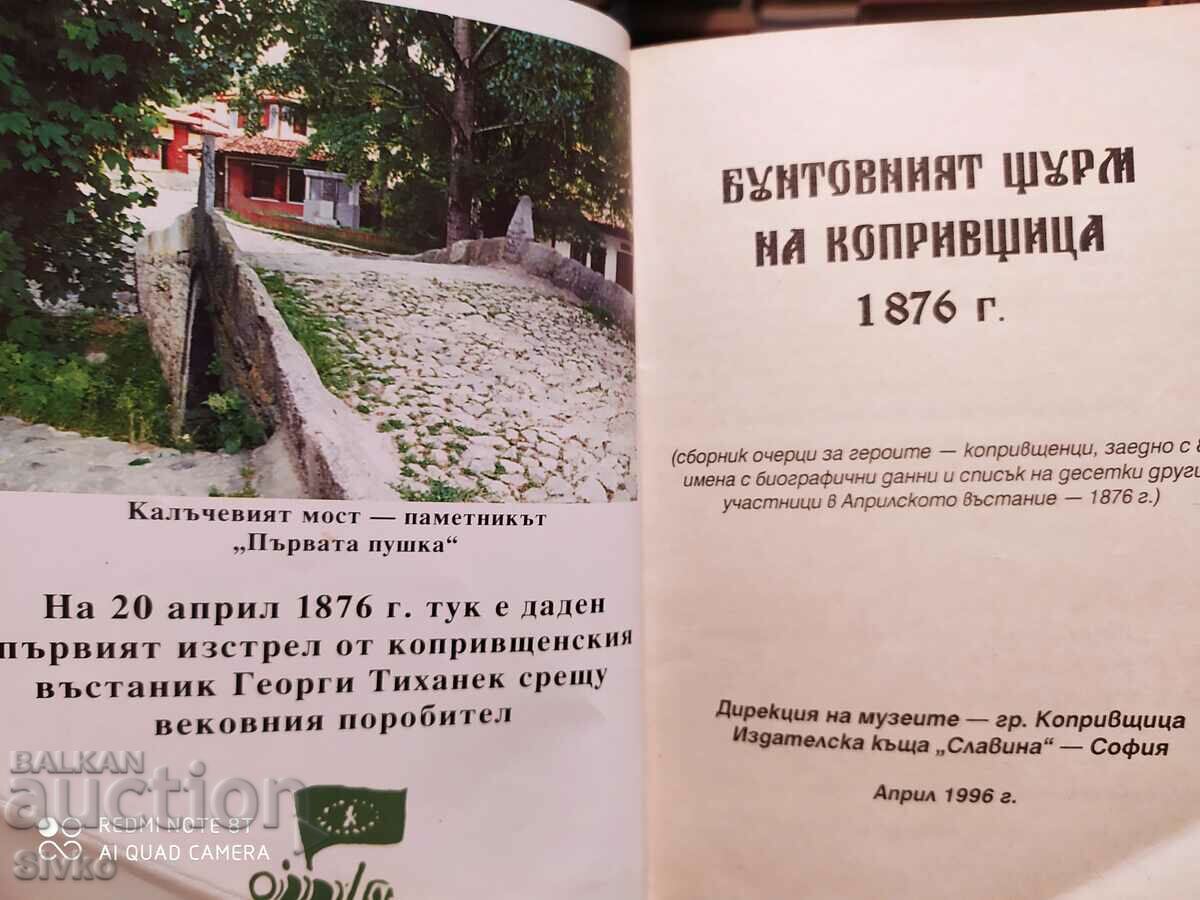 Калъчевият мост — паметникът
„Първата пушка“
На 20 април 1876 г. тук е даден
първият изстрел от копривщенския
въстаник Георги Тиханек срещу
вековния поробител
БУНТОВНИЯТ ЩУРМ
НА КОПРИВЩИЦА
1876 г.
(сборник очерци за героите — копривщенци, заедно с
имена с биографични данни и списък на десетки други
участници в Априлското въстание — 1876 г.)
Дирекция на музеите — гр. Копривщица
Издателска къща „Славина“ — София
Април 1996 г.
BALKAN
auction
REDMI NOTE 8T
AI QUAD CAMERA
Sivko